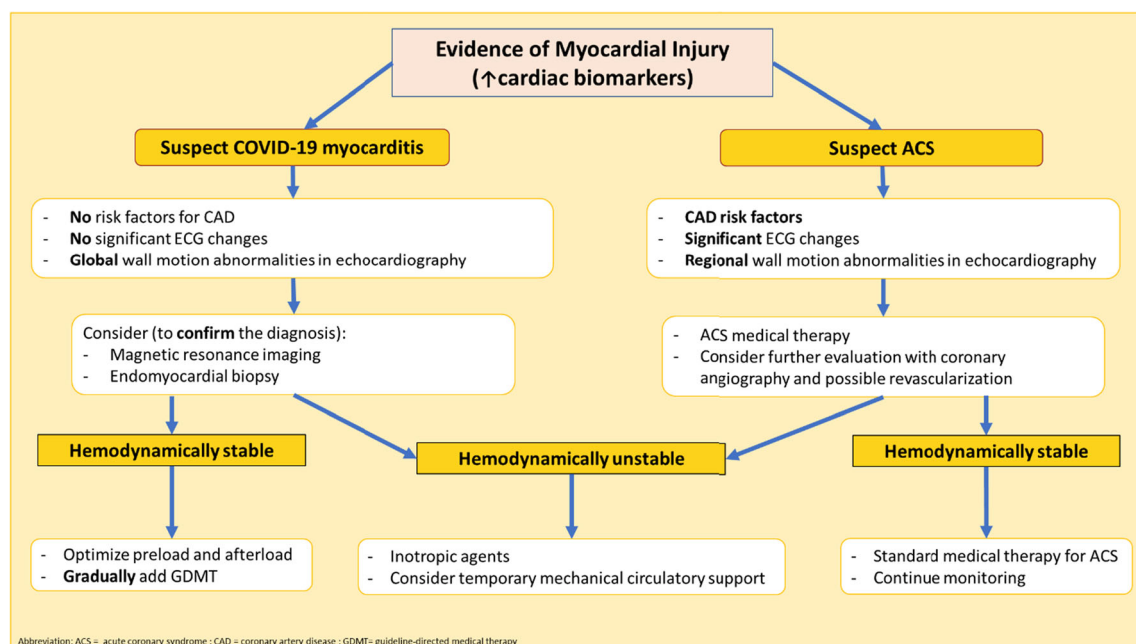 Evidence of Myocardial Injury
(↑cardiac biomarkers)
Suspect COVID-19 myocarditis
Suspect ACS
- No risk factors for CAD
- No significant ECG changes
- Global wall motion abnormalities in echocardiography
- CAD risk factors
- Significant ECG changes
- Regional wall motion abnormalities in echocardiography
Consider (to confirm the diagnosis):
- Magnetic resonance imaging
- Endomyocardial biopsy
- ACS medical therapy
- Consider further evaluation with coronary
angiography and possible revascularization
Hemodynamically stable
Hemodynamically unstable
Hemodynamically stable
- Optimize preload and afterload
- Gradually add GDMT
- Inotropic agents
- Consider temporary mechanical circulatory support
- Standard medical therapy for ACS
- Continue monitoring
Abbreviation: ACS = acute coronary syndrome ; CAD = coronary artery disease ; GDMT= guideline-directed medical therapy